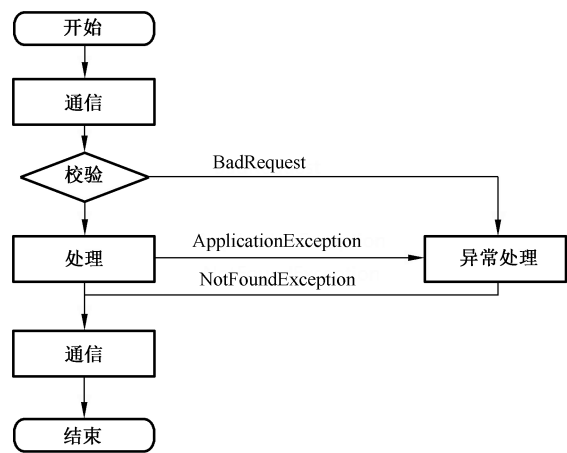 开始
通信
校验
BadRequest
处理
ApplicationException
异常处理
NotFoundException
通信
结束